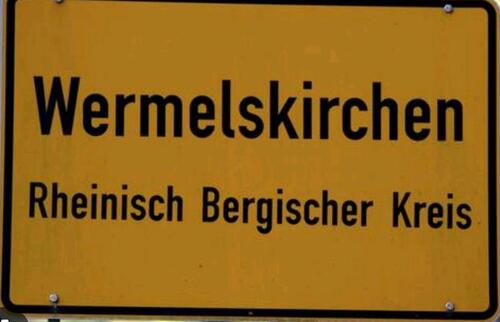 Wermelskirchen
Rheinisch Bergischer Kreis